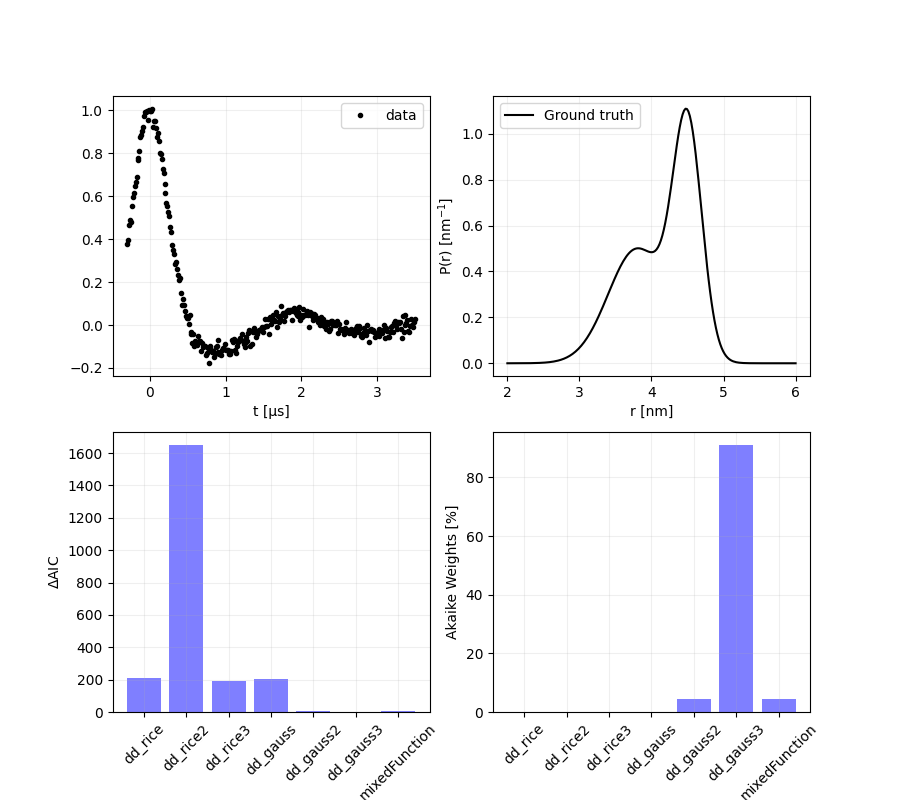 1.0
0.8
0.6
0.4
0.2
0.0
−0.2
data
0
1
2
3
t [µs]
P(r) [nm⁻¹]
1.0
0.8
0.6
0.4
0.2
0.0
Ground truth
2
3
4
5
6
r [nm]
ΔAIC
1600
1400
1200
1000
800
600
400
200
0
dd_rice
dd_rice2
dd_rice3
dd_gauss
dd_gauss2
dd_gauss3
mixedFunction
Akaike Weights [%]
80
60
40
20
0
dd_rice
dd_rice2
dd_rice3
dd_gauss
dd_gauss2
dd_gauss3
mixedFunction